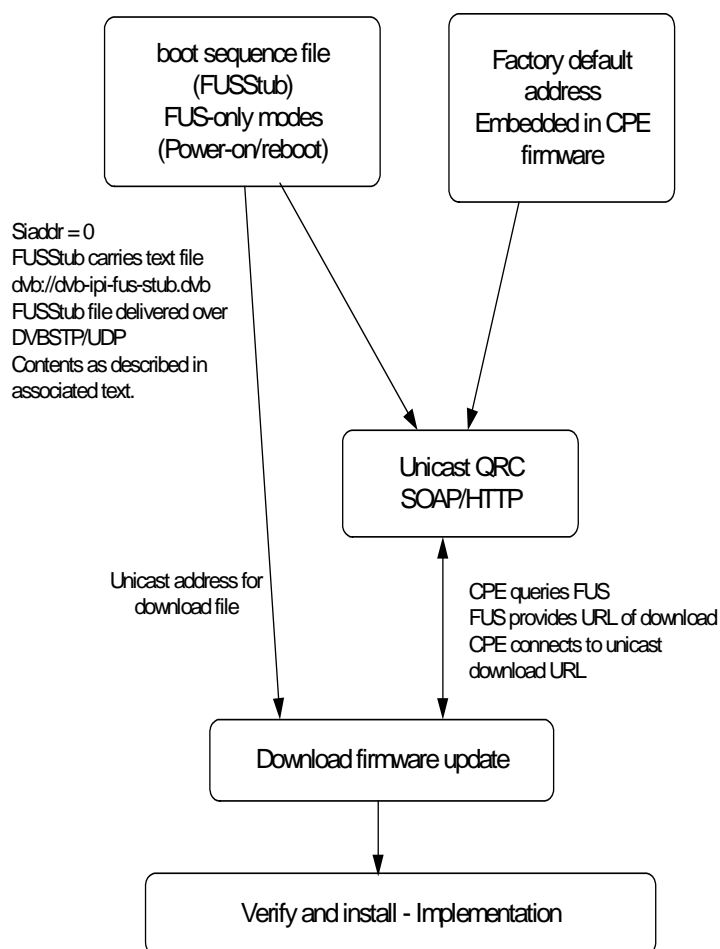 boot sequence file
(FUSStub)
FUS-only modes
(Power-on/reboot)
Factory default
address
Embedded in CPE
firmware
Siaddr = 0
FUSStub carries text file
dvb://dvb-ipi-fus-stub.dvb
FUSStub file delivered over
DVBSTP/UDP
Contents as described in
associated text.
Unicast QRC
SOAP/HTTP
Unicast address for
download file
CPE queries FUS
FUS provides URL of download
CPE connects to unicast
download URL
Download firmware update
Verify and install - Implementation